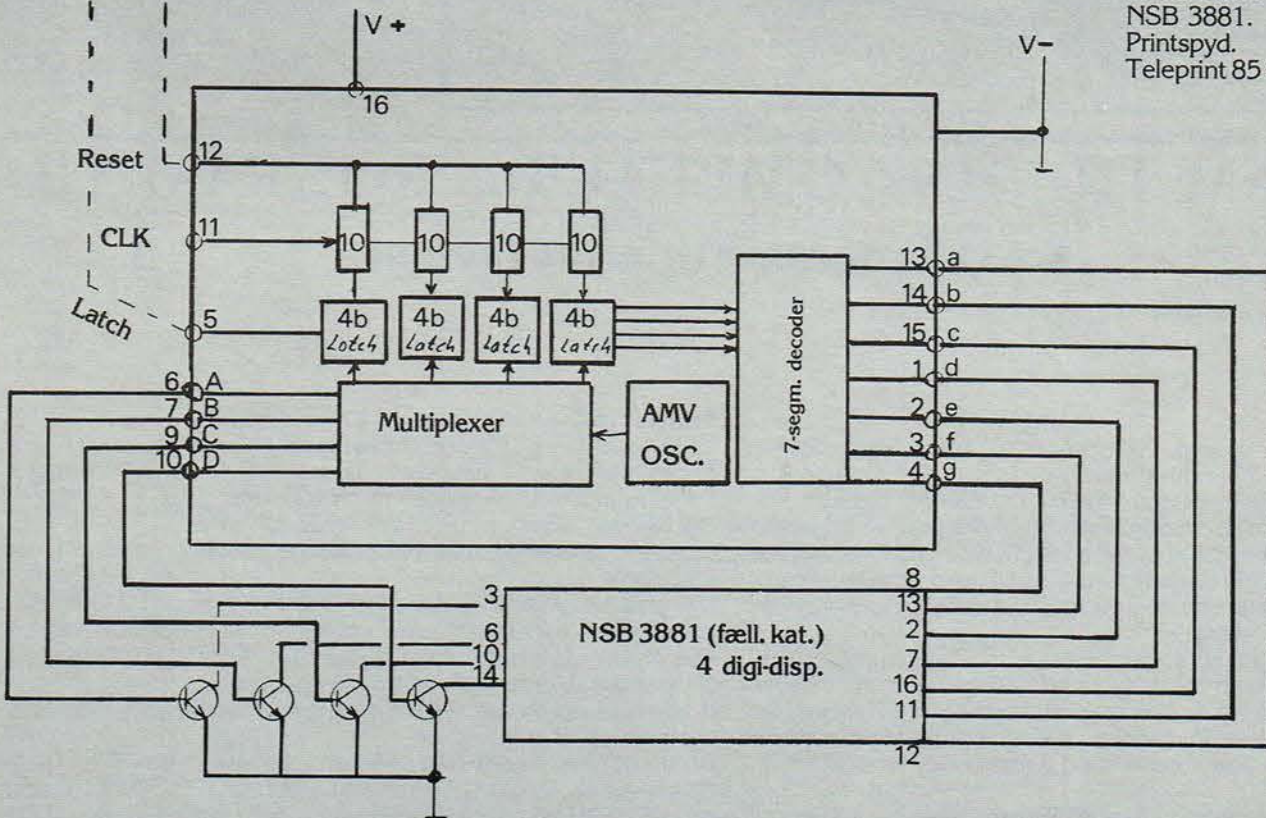 NSB 3881.
Printspyd.
Teleprint 85
V +
V-
16
Reset
12
CLK
11
10
10
10
10
Latch
5
4b
Lotch
4b
Latch
4b
Latch
4b
Latch
6 A
7 B
9 C
10 D
Multiplexer
AMV
OSC.
7-segm. decoder
13 a
14 b
15 c
1 d
2 e
3 f
4 g
3
6
10
14
NSB 3881 (fæll. kat.)
4 digi-disp.
8
13
2
7
16
11
12